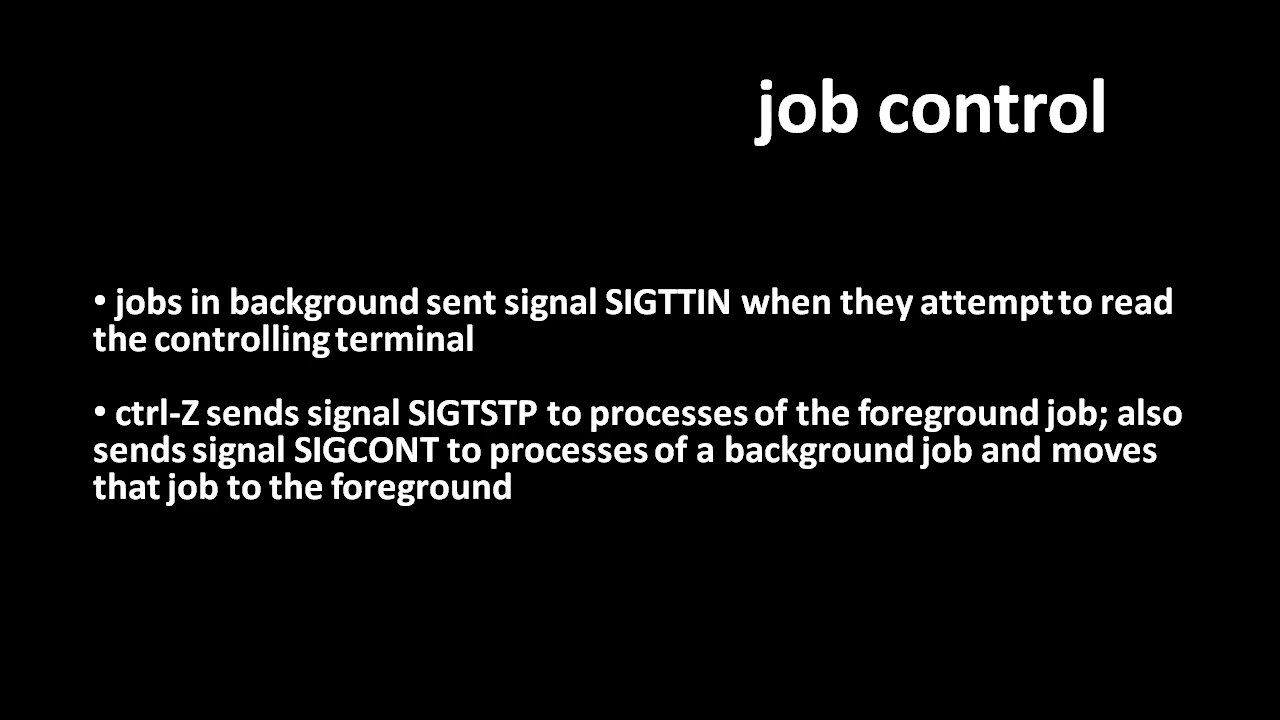 job control
• jobs in background sent signal SIGTTIN when they attempt to read
the controlling terminal
• ctrl-Z sends signal SIGTSTP to processes of the foreground job; also
sends signal SIGCONT to processes of a background job and moves
that job to the foreground